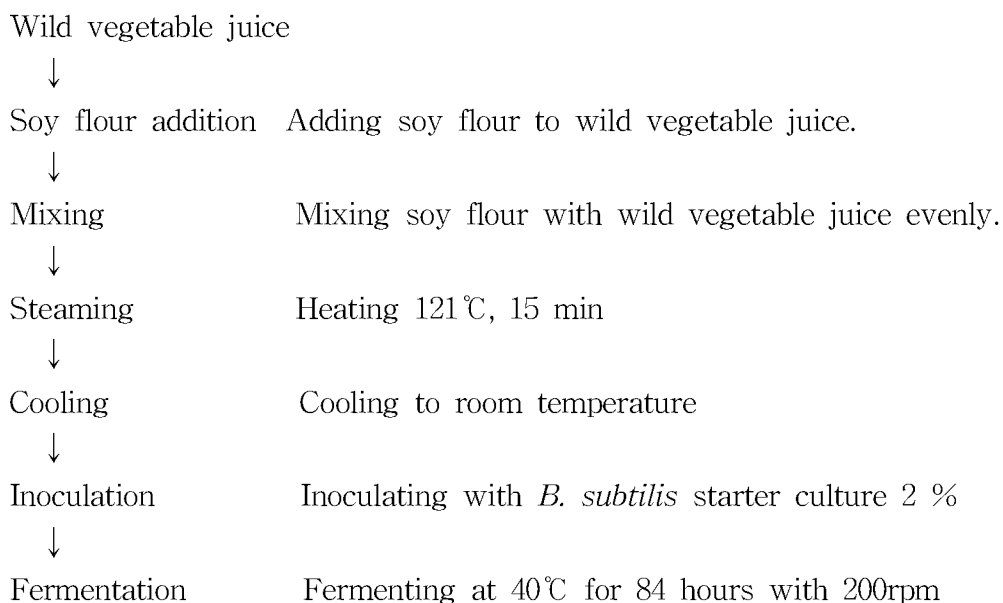 Wild vegetable juice
↓
Soy flour addition Adding soy flour to wild vegetable juice.
↓
Mixing Mixing soy flour with wild vegetable juice evenly.
↓
Steaming Heating 121℃, 15 min
↓
Cooling Cooling to room temperature
↓
Inoculation Inoculating with B. subtilis starter culture 2 %
↓
Fermentation Fermenting at 40℃ for 84 hours with 200rpm